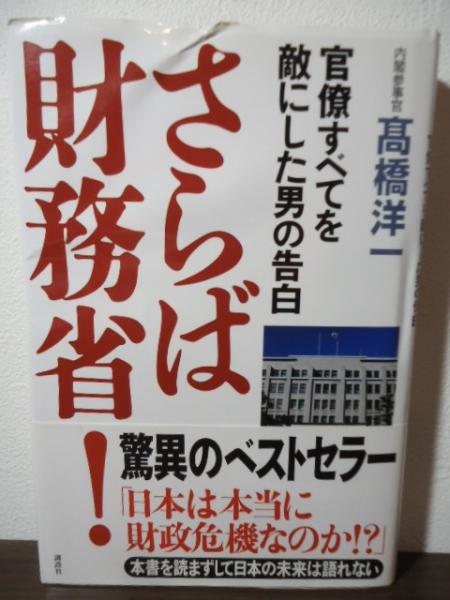 内閣参事官
髙橋洋一
官僚すべてを
敵にした男の告白
さらば
財務省!
驚異のベストセラー
「日本は本当に
財政危機なのか!?」
本書を読まずして日本の未来は語れない
講談社